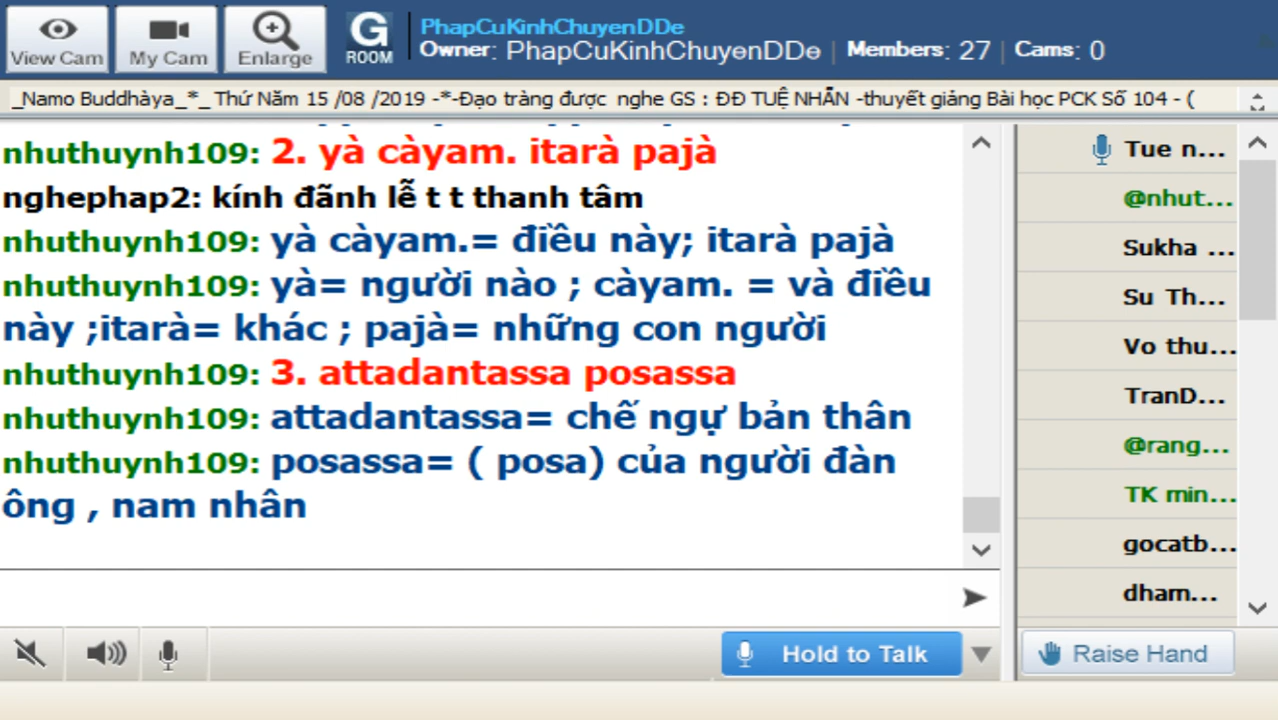 View Cam
My Cam
Enlarge
G
ROOM
PhapCuKinhChuyenDDe
Owner: PhapCuKinhChuyenDDe | Members: 27 | Cams: 0
_Namo Buddhàya_*_ Thứ Năm 15 /08 /2019 -*-Đạo tràng được nghe GS : ĐĐ TUỆ NHẪN -thuyết giảng Bài học PCK Số 104 - (
nhuthuynh109: 2. yà càyam. itarà pajà
nghephap2: kính đãnh lễ t t thanh tâm
nhuthuynh109: yà càyam.= điều này; itarà pajà
nhuthuynh109: yà= người nào ; càyam. = và điều
này ;itarà= khác ; pajà= những con người
nhuthuynh109: 3. attadantassa posassa
nhuthuynh109: attadantassa= chế ngự bản thân
nhuthuynh109: posassa= ( posa) của người đàn
ông , nam nhân
Tue n...
@nhut...
Sukha ...
Su Th...
Vo thu...
TranD...
@rang...
TK min...
gocatb...
dham...
Hold to Talk
Raise Hand